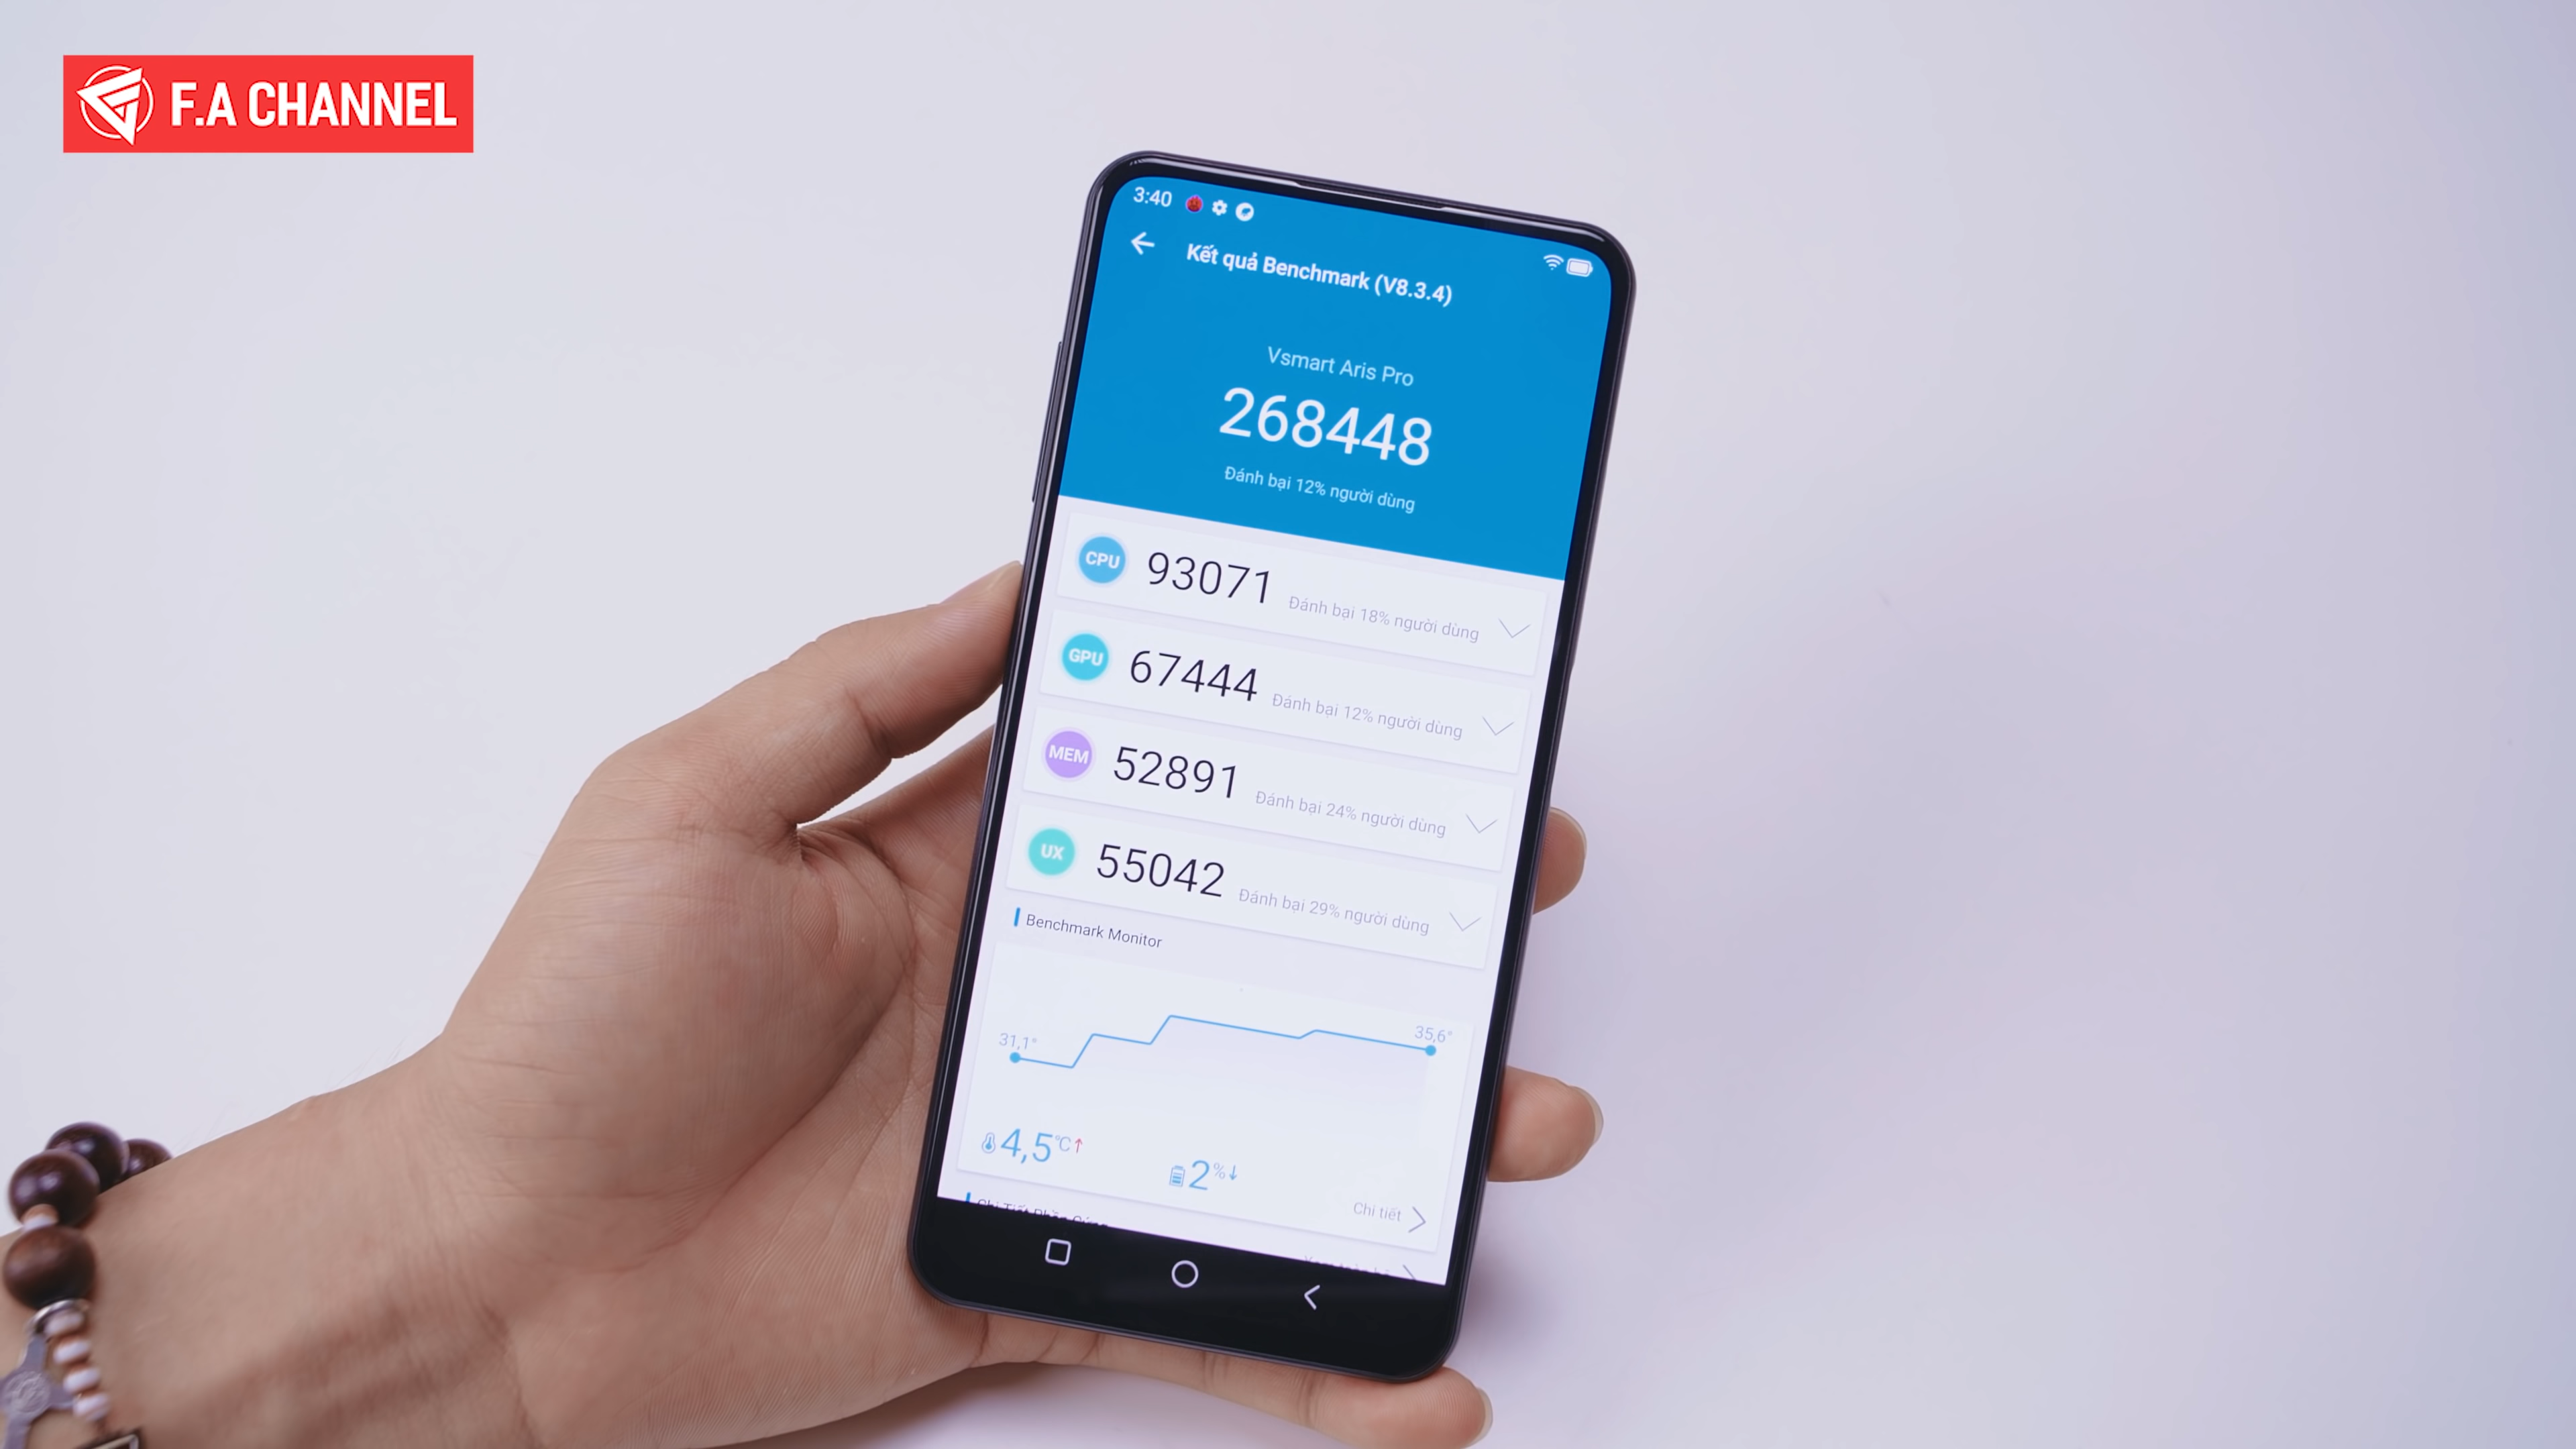 F.A CHANNEL
3:40
Kết quả Benchmark (V8.3.4)
Vsmart Aris Pro
268448
Đánh bại 12% người dùng
CPU 93071 Đánh bại 18% người dùng
GPU 67444 Đánh bại 12% người dùng
MEM 52891 Đánh bại 24% người dùng
UX 55042 Đánh bại 29% người dùng
Benchmark Monitor
31,1°
35,6°
4,5°C↑
2%↓
Chi tiết